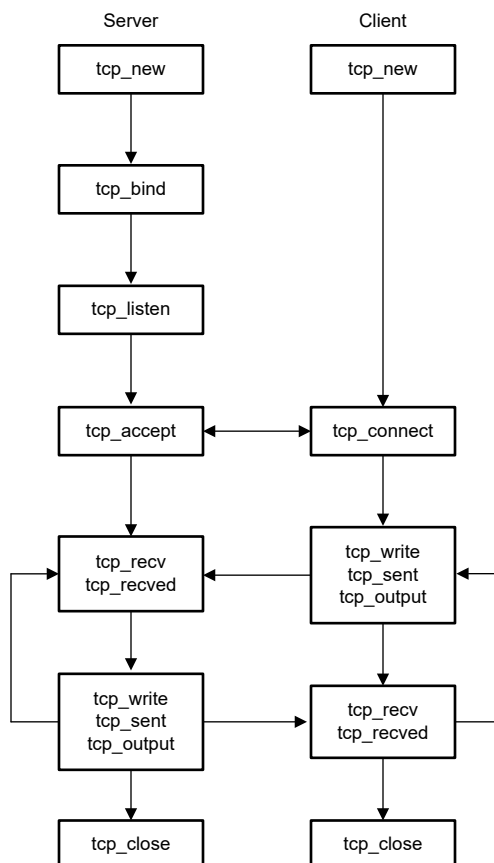 Server
Client
tcp_new
tcp_new
tcp_bind
tcp_listen
tcp_accept
tcp_connect
tcp_recv
tcp_recved
tcp_write
tcp_sent
tcp_output
tcp_write
tcp_sent
tcp_output
tcp_recv
tcp_recved
tcp_close
tcp_close